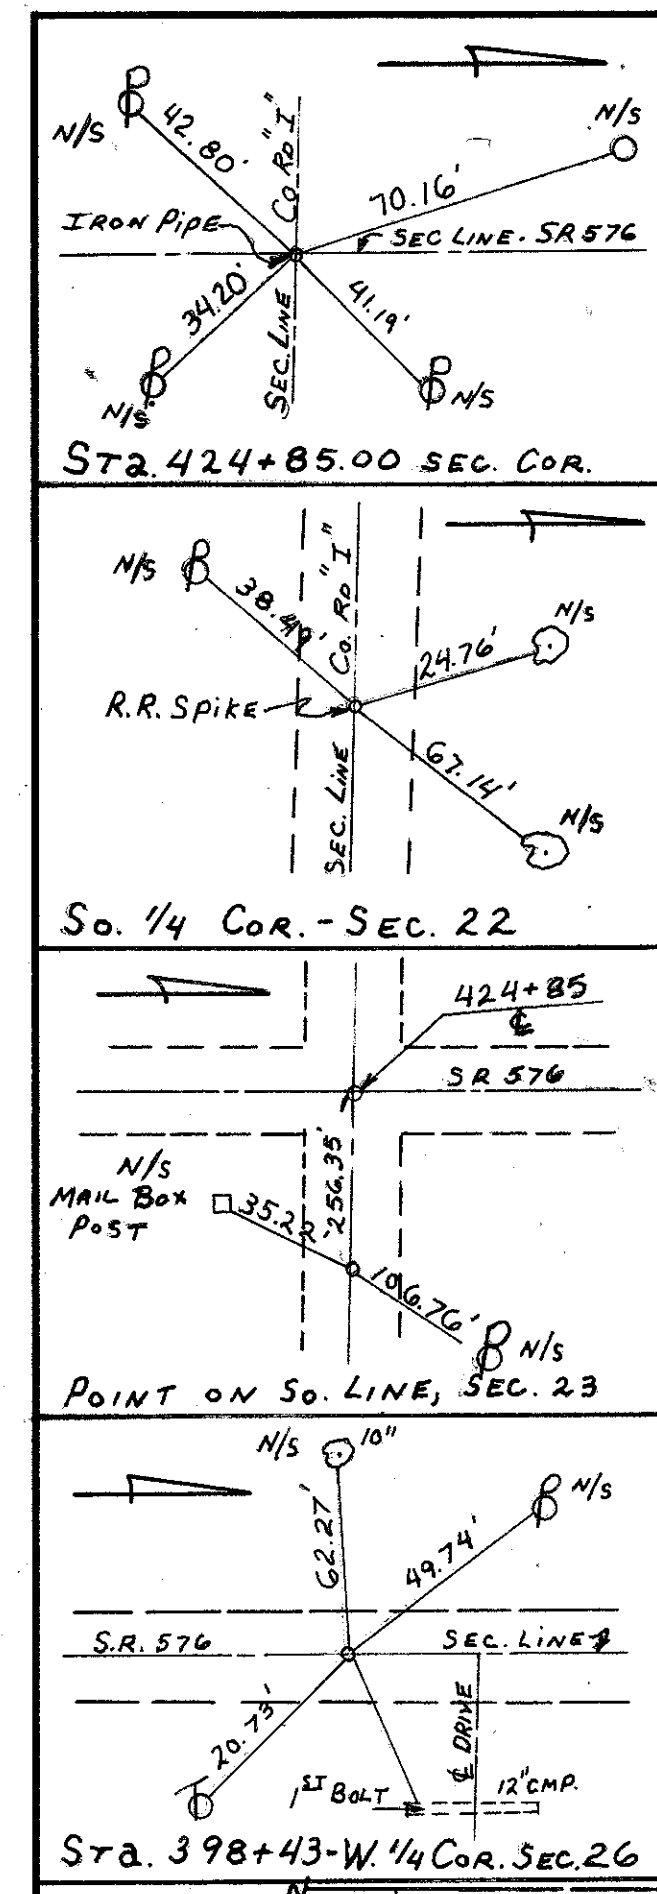 N/S
42.80'
Co. Rd "I"
N/S
70.16'
IRON PIPE
SEC LINE. SR 576
34.20'
SEC. LINE
41.19'
N/S
N/S
STa. 424+85.00 SEC. COR.
N/S
Co. RD "I"
N/S
24.76'
R.R. SPIKE
SEC. LINE
67.14'
N/S
So. 1/4 COR. - SEC. 22
424+85
℄
SR 576
N/S
MAIL BOX
POST
35.22'
256.35'
106.76'
N/S
POINT ON So. LINE, SEC. 23
N/S
10"
N/S
62.27'
49.74'
S.R. 576
SEC. LINE
20.73'
℄ DRIVE
1ST BOLT
12" CMP.
STa. 398+43-W. 1/4 COR. SEC. 26